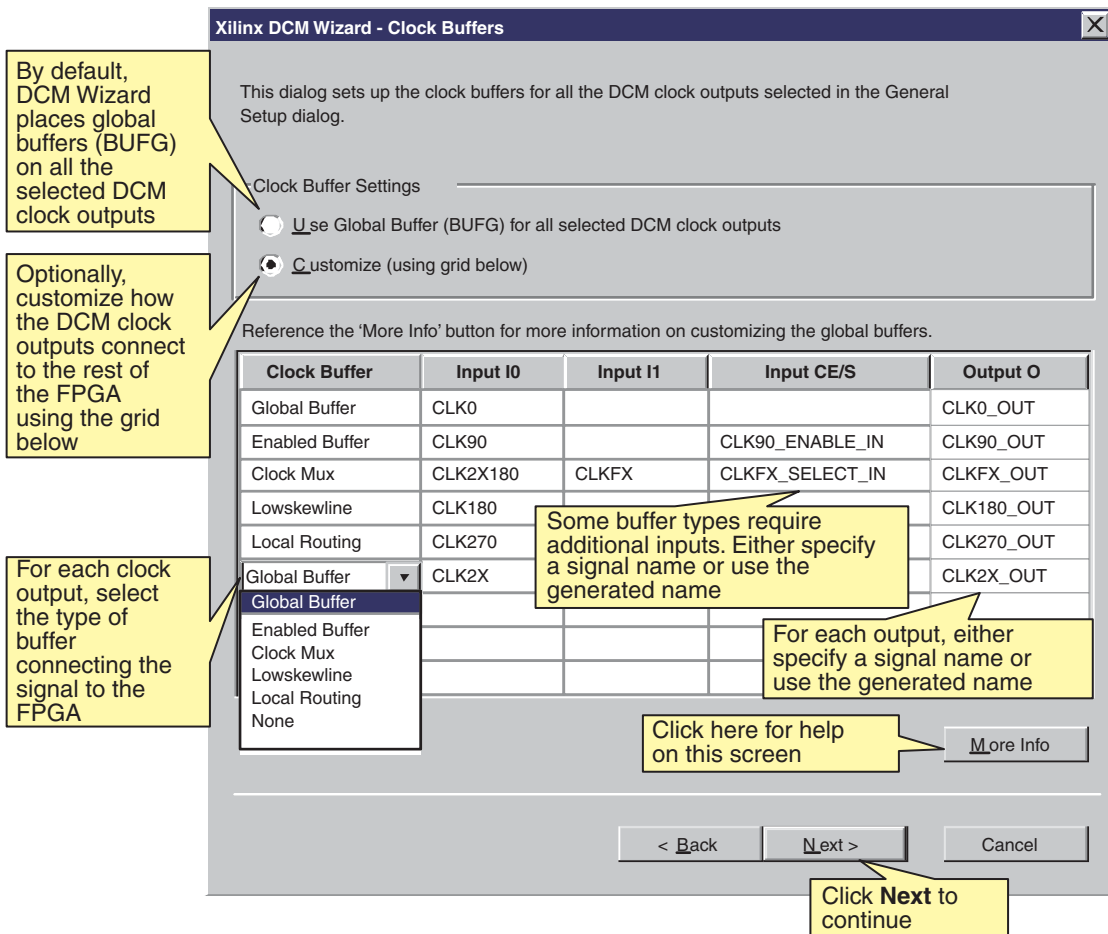 Xilinx DCM Wizard - Clock Buffers
By default,
DCM Wizard
places global
buffers (BUFG)
on all the
selected DCM
clock outputs
This dialog sets up the clock buffers for all the DCM clock outputs selected in the General
Setup dialog.
Clock Buffer Settings
Use Global Buffer (BUFG) for all selected DCM clock outputs
Customize (using grid below)
Optionally,
customize how
the DCM clock
outputs connect
to the rest of
the FPGA
using the grid
below
Reference the ‘More Info’ button for more information on customizing the global buffers.
Clock Buffer Input I0 Input I1 Input CE/S Output O
Global Buffer CLK0 CLK0_OUT
Enabled Buffer CLK90 CLK90_ENABLE_IN CLK90_OUT
Clock Mux CLK2X180 CLKFX CLKFX_SELECT_IN CLKFX_OUT
Lowskewline CLK180 CLK180_OUT
Local Routing CLK270 CLK270_OUT
Global Buffer CLK2X CLK2X_OUT
Global Buffer
Enabled Buffer
Clock Mux
Lowskewline
Local Routing
None
Some buffer types require
additional inputs. Either specify
a signal name or use the
generated name
For each clock
output, select
the type of
buffer
connecting the
signal to the
FPGA
For each output, either
specify a signal name or
use the generated name
Click here for help
on this screen
More Info
< Back Next > Cancel
Click Next to
continue